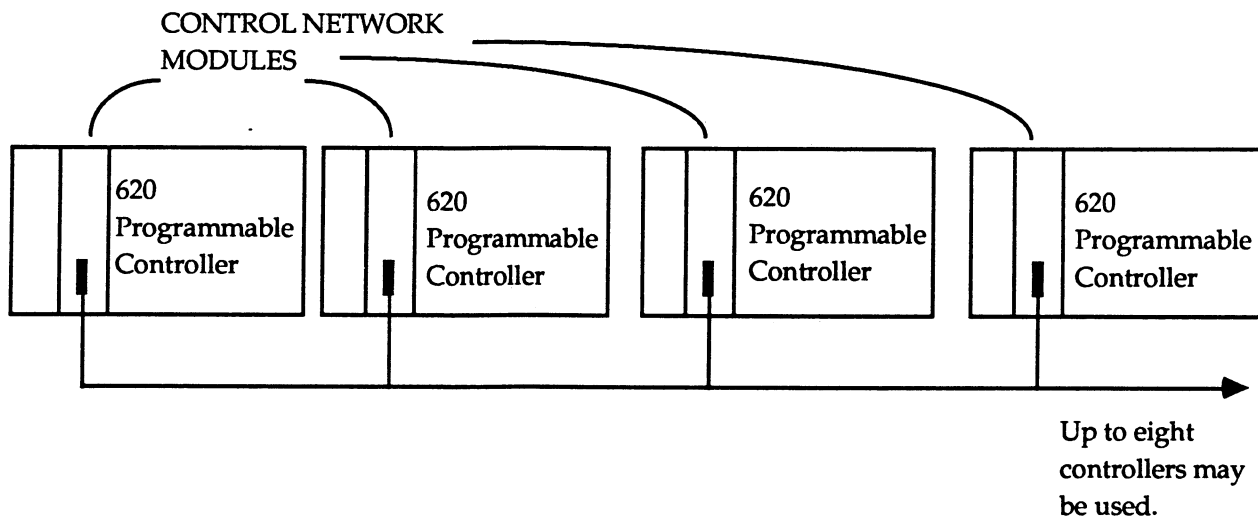 CONTROL NETWORK
MODULES
620
Programmable
Controller
620
Programmable
Controller
620
Programmable
Controller
620
Programmable
Controller
Up to eight
controllers may
be used.